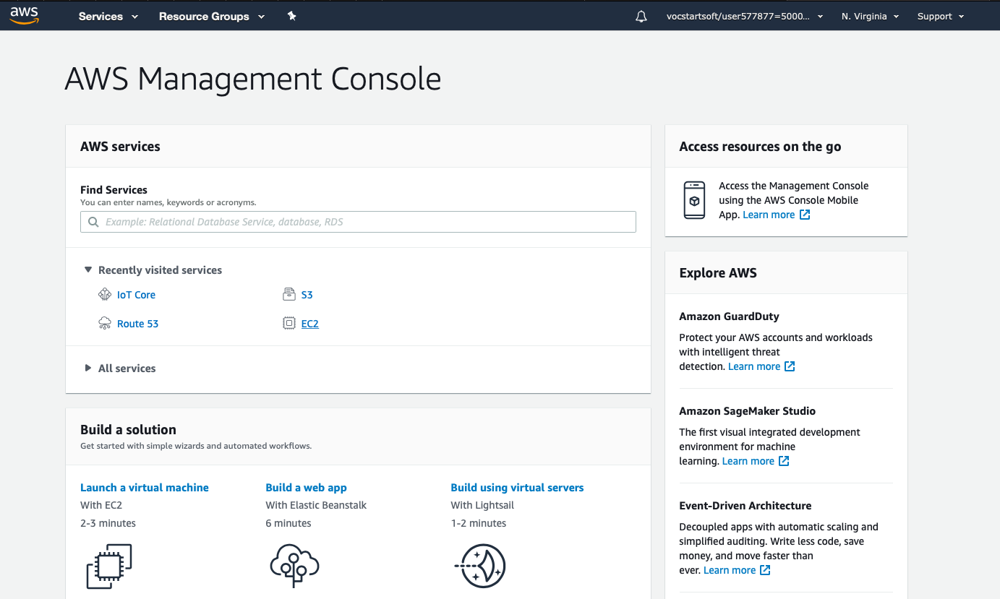 aws
Services
Resource Groups
vocstartsoft/user577877=5000...
N. Virginia
Support
AWS Management Console
AWS services
Find Services
You can enter names, keywords or acronyms.
Example: Relational Database Service, database, RDS
Recently visited services
IoT Core
S3
Route 53
EC2
All services
Build a solution
Get started with simple wizards and automated workflows.
Launch a virtual machine
With EC2
2-3 minutes
Build a web app
With Elastic Beanstalk
6 minutes
Build using virtual servers
With Lightsail
1-2 minutes
Access resources on the go
Access the Management Console
using the AWS Console Mobile
App. Learn more
Explore AWS
Amazon GuardDuty
Protect your AWS accounts and workloads
with intelligent threat
detection. Learn more
Amazon SageMaker Studio
The first visual integrated development
environment for machine
learning. Learn more
Event-Driven Architecture
Decoupled apps with automatic scaling and
simplified auditing. Write less code, save
money, and move faster than
ever. Learn more